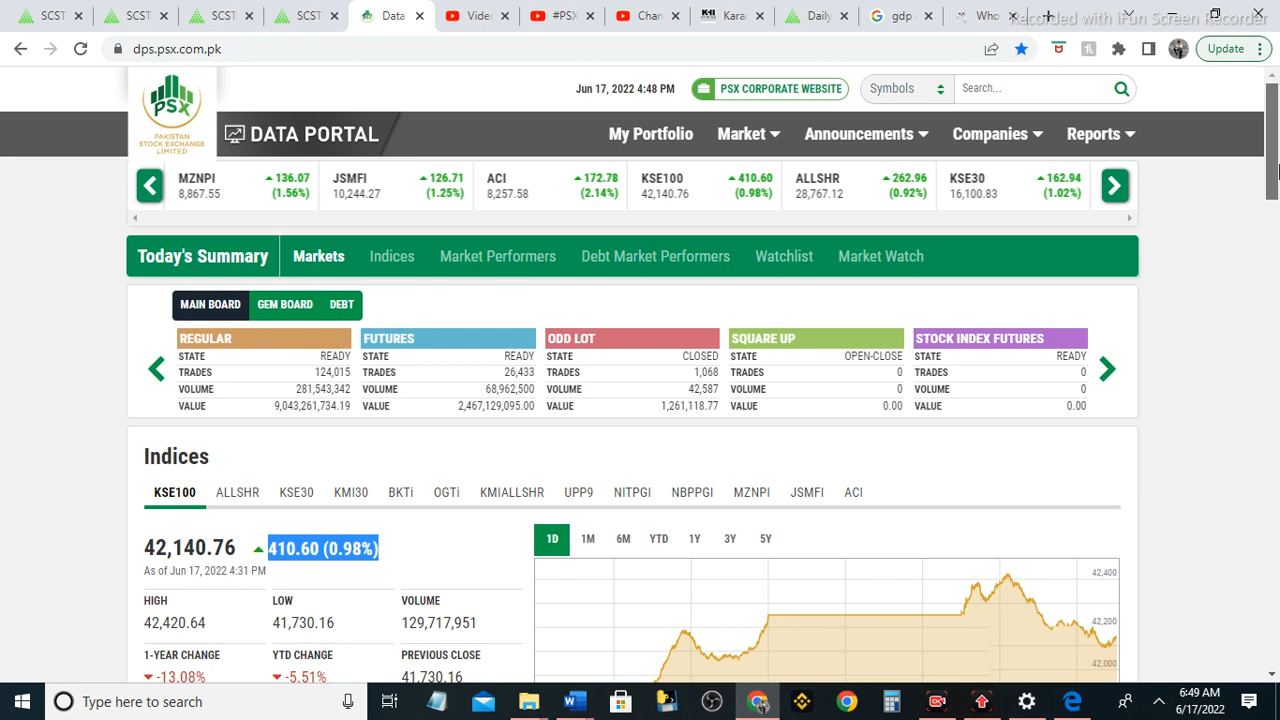 SCST
SCST
SCST
SCST
Data
Video
#PSX
Chan
Kara
Daily
gdp
Who
Recorded with iFun Screen Recorder
dps.psx.com.pk
Update
PSX
PAKISTAN
STOCK EXCHANGE
LIMITED
Jun 17, 2022 4:48 PM
PSX CORPORATE WEBSITE
Symbols
Search...
DATA PORTAL
My Portfolio Market Announcements Companies Reports
MZNPI 136.07
8,867.55 (1.56%)
JSMFI 126.71
10,244.27 (1.25%)
ACI 172.78
8,257.58 (2.14%)
KSE100 410.60
42,140.76 (0.98%)
ALLSHR 262.96
28,767.12 (0.92%)
KSE30 162.94
16,100.83 (1.02%)
Today's Summary Markets Indices Market Performers Debt Market Performers Watchlist Market Watch
MAIN BOARD GEM BOARD DEBT
REGULAR
STATE READY
TRADES 124,015
VOLUME 281,543,342
VALUE 9,043,261,734.19
FUTURES
STATE READY
TRADES 26,433
VOLUME 68,962,500
VALUE 2,467,129,095.00
ODD LOT
STATE CLOSED
TRADES 1,068
VOLUME 42,587
VALUE 1,261,118.77
SQUARE UP
STATE OPEN-CLOSE
TRADES 0
VOLUME 0
VALUE 0.00
STOCK INDEX FUTURES
STATE READY
TRADES 0
VOLUME 0
VALUE 0.00
Indices
KSE100 ALLSHR KSE30 KMI30 BKTi OGTi KMIALLSHR UPP9 NITPGI NBPPGI MZNPI JSMFI ACI
42,140.76 410.60 (0.98%)
As of Jun 17, 2022 4:31 PM
HIGH LOW VOLUME
42,420.64 41,730.16 129,717,951
1-YEAR CHANGE YTD CHANGE PREVIOUS CLOSE
-13.08% -5.51% 41,730.16
1D 1M 6M YTD 1Y 3Y 5Y
42,400
42,200
42,000
Type here to search
6:49 AM
6/17/2022